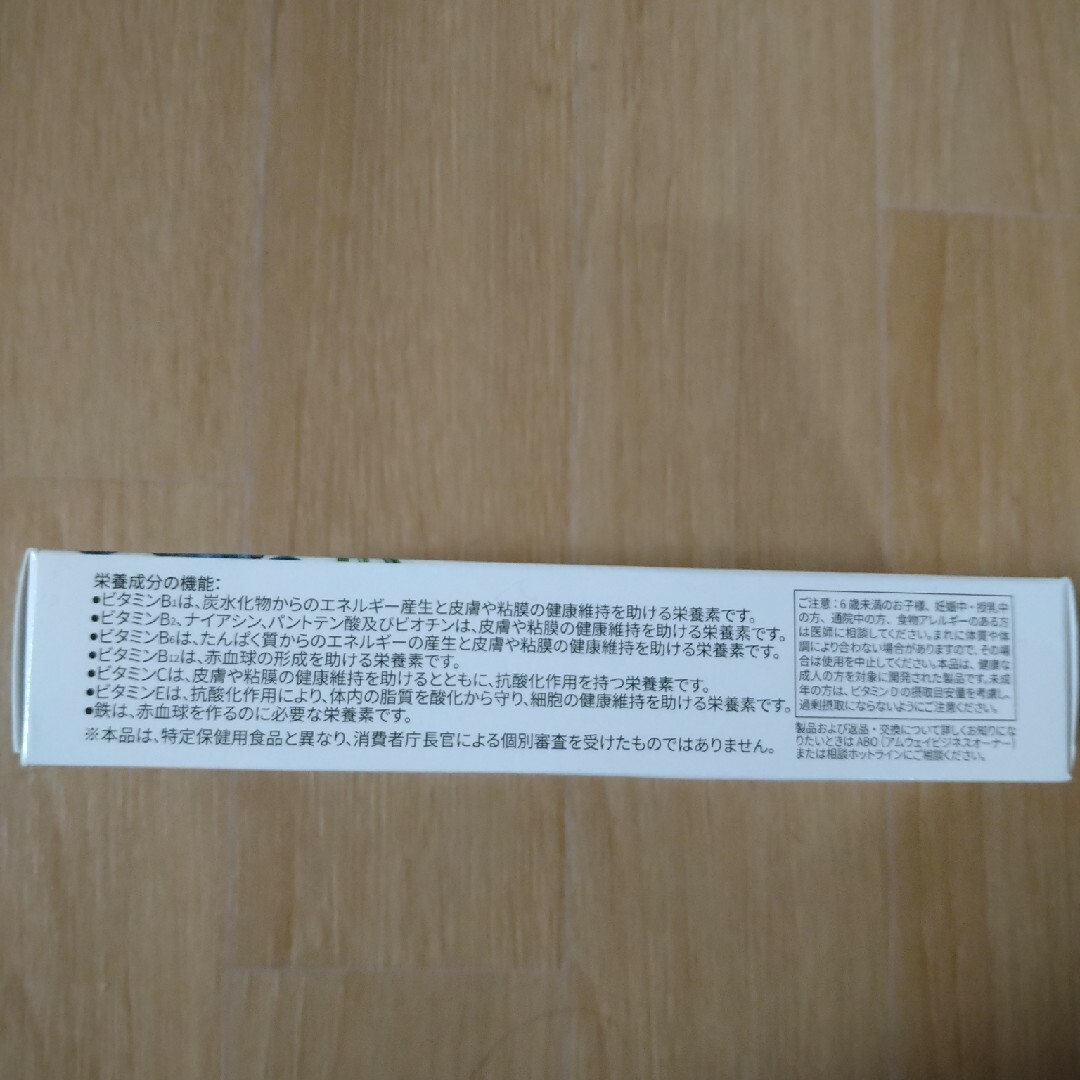 栄養成分の機能：
●ビタミンB₁は、炭水化物からのエネルギー産生と皮膚や粘膜の健康維持を助ける栄養素です。
●ビタミンB₂、ナイアシン、パントテン酸及びビオチンは、皮膚や粘膜の健康維持を助ける栄養素です。
●ビタミンB₆は、たんぱく質からのエネルギーの産生と皮膚や粘膜の健康維持を助ける栄養素です。
●ビタミンB₁₂は、赤血球の形成を助ける栄養素です。
●ビタミンCは、皮膚や粘膜の健康維持を助けるとともに、抗酸化作用を持つ栄養素です。
●ビタミンEは、抗酸化作用により、体内の脂質を酸化から守り、細胞の健康維持を助ける栄養素です。
●鉄は、赤血球を作るのに必要な栄養素です。
※本品は、特定保健用食品と異なり、消費者庁長官による個別審査を受けたものではありません。
ご注意：6歳未満のお子様、妊娠中・授乳中
の方、通院中の方、食物アレルギーのある方
は医師に相談してください。まれに体質や体
調により合わない場合がありますので、その場
合は使用を中止してください。本品は、健康な
成人の方を対象に開発された製品です。未成
年の方は、ビタミンDの摂取目安量を考慮し、
過剰摂取にならないようにご注意ください。
製品および返品・交換について詳しくお知りにな
りたいときは ABO（アムウェイビジネスオーナー）
または相談ホットラインにご相談ください。